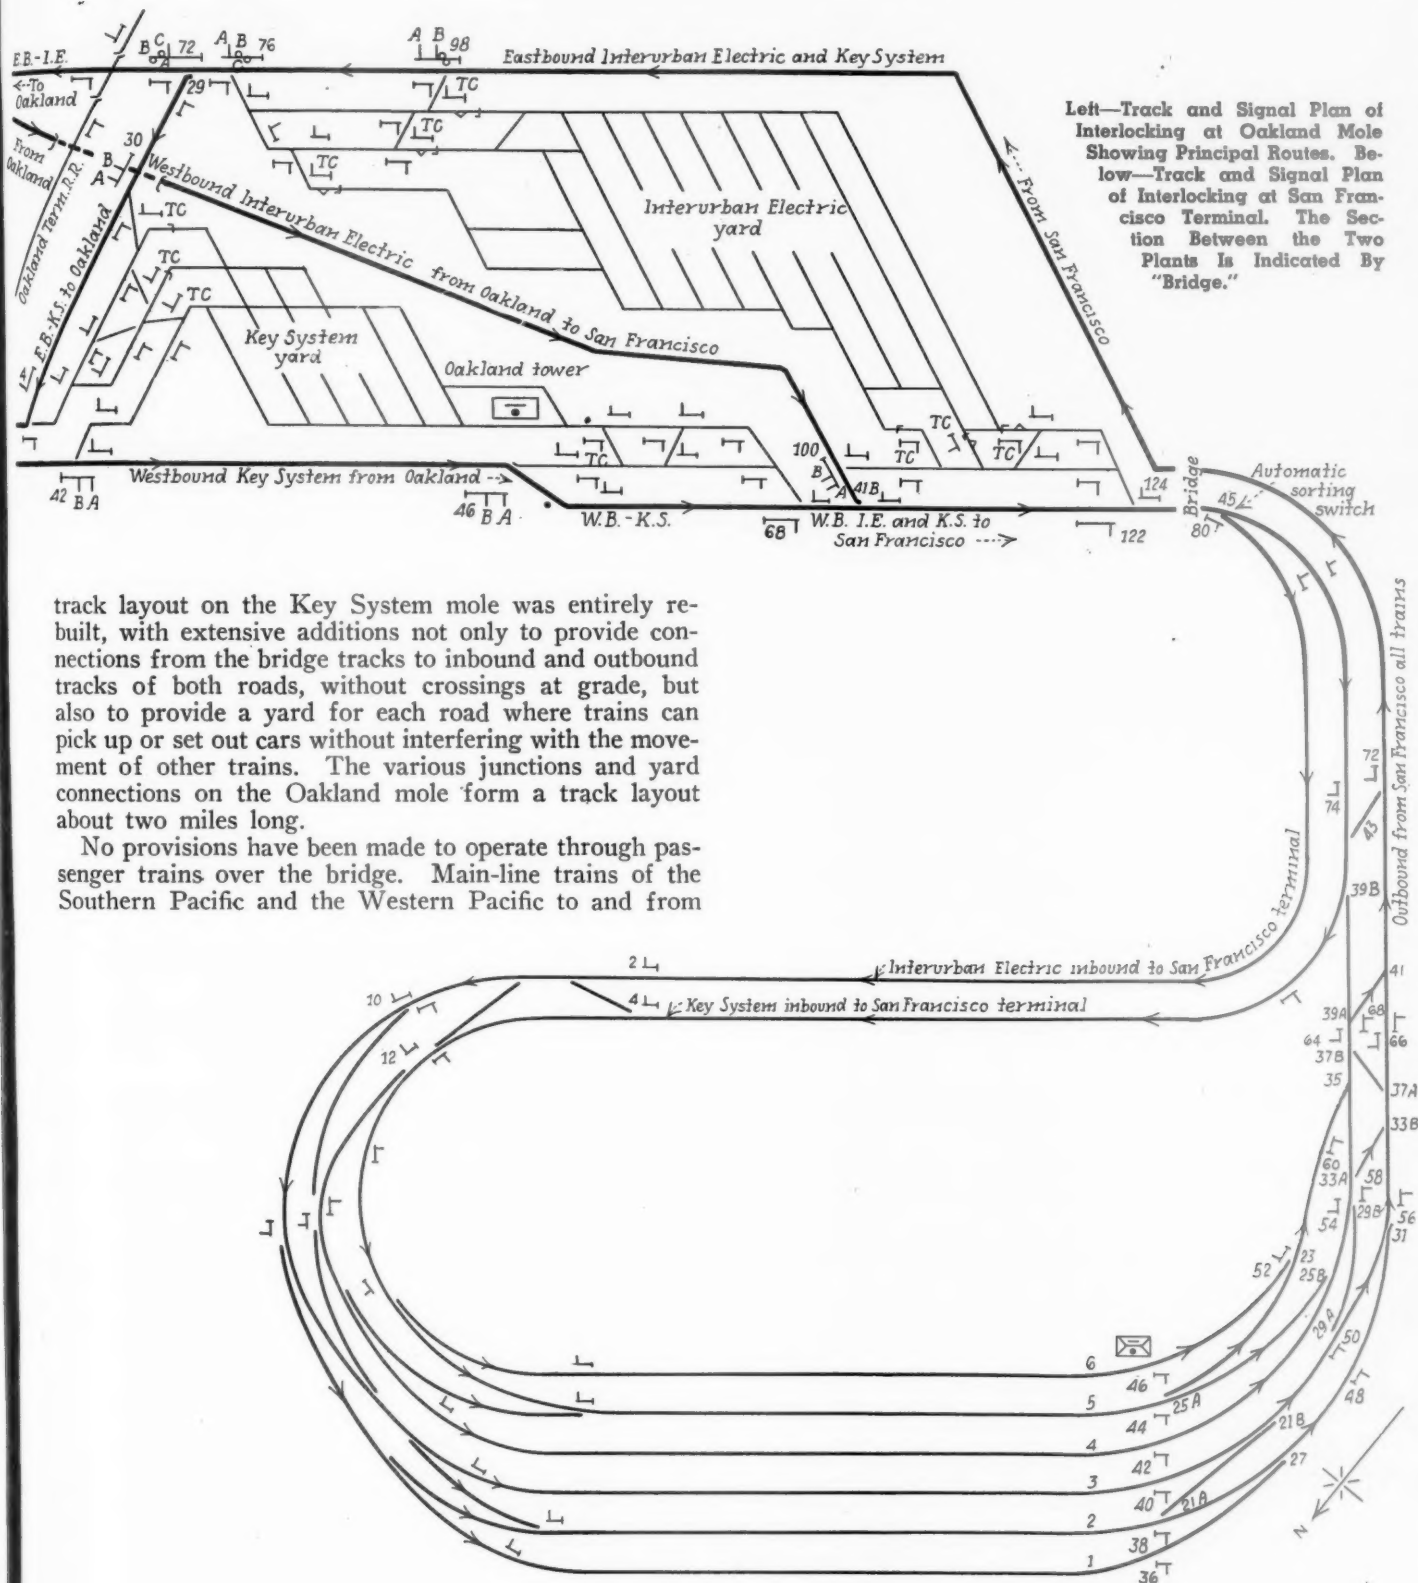 E.B.-I.E.
<--To
Oakland
B C 72
A
A B 76
A B 98
Eastbound Interurban Electric and Key System
TC
29
TC
From
Oakland
30
B
A
Oakland Term. R.R.
E.B.-K.S. to Oakland
Westbound Interurban Electric from Oakland to San Francisco
TC
TC
TC
TC
Interurban Electric
yard
From San Francisco
Left—Track and Signal Plan of
Interlocking at Oakland Mole
Showing Principal Routes. Be-
low—Track and Signal Plan
of Interlocking at San Fran-
cisco Terminal. The Sec-
tion Between the Two
Plants Is Indicated By
"Bridge."
Key System
yard
Oakland tower
TC
TC
TC
TC
100
B
A
41B
124
Bridge
45
Automatic
sorting
switch
Westbound Key System from Oakland -->
42 B A
46 B A
W.B.-K.S.
68
W.B. I.E. and K.S. to
San Francisco --->
122
80
track layout on the Key System mole was entirely re-
built, with extensive additions not only to provide con-
nections from the bridge tracks to inbound and outbound
tracks of both roads, without crossings at grade, but
also to provide a yard for each road where trains can
pick up or set out cars without interfering with the move-
ment of other trains. The various junctions and yard
connections on the Oakland mole form a track layout
about two miles long.
No provisions have been made to operate through pas-
senger trains over the bridge. Main-line trains of the
Southern Pacific and the Western Pacific to and from
Outbound from San Francisco all trains
72
74
43
39B
2
Interurban Electric inbound to San Francisco terminal
41
10
4
Key System inbound to San Francisco terminal
39A
68
12
64
66
37B
35
37A
33B
60
33A
58
54
29B
56
31
52
23
25B
29A
50
6
46
5
25A
48
44
4
21B
42
3
27
40
21A
2
38
N
1
36